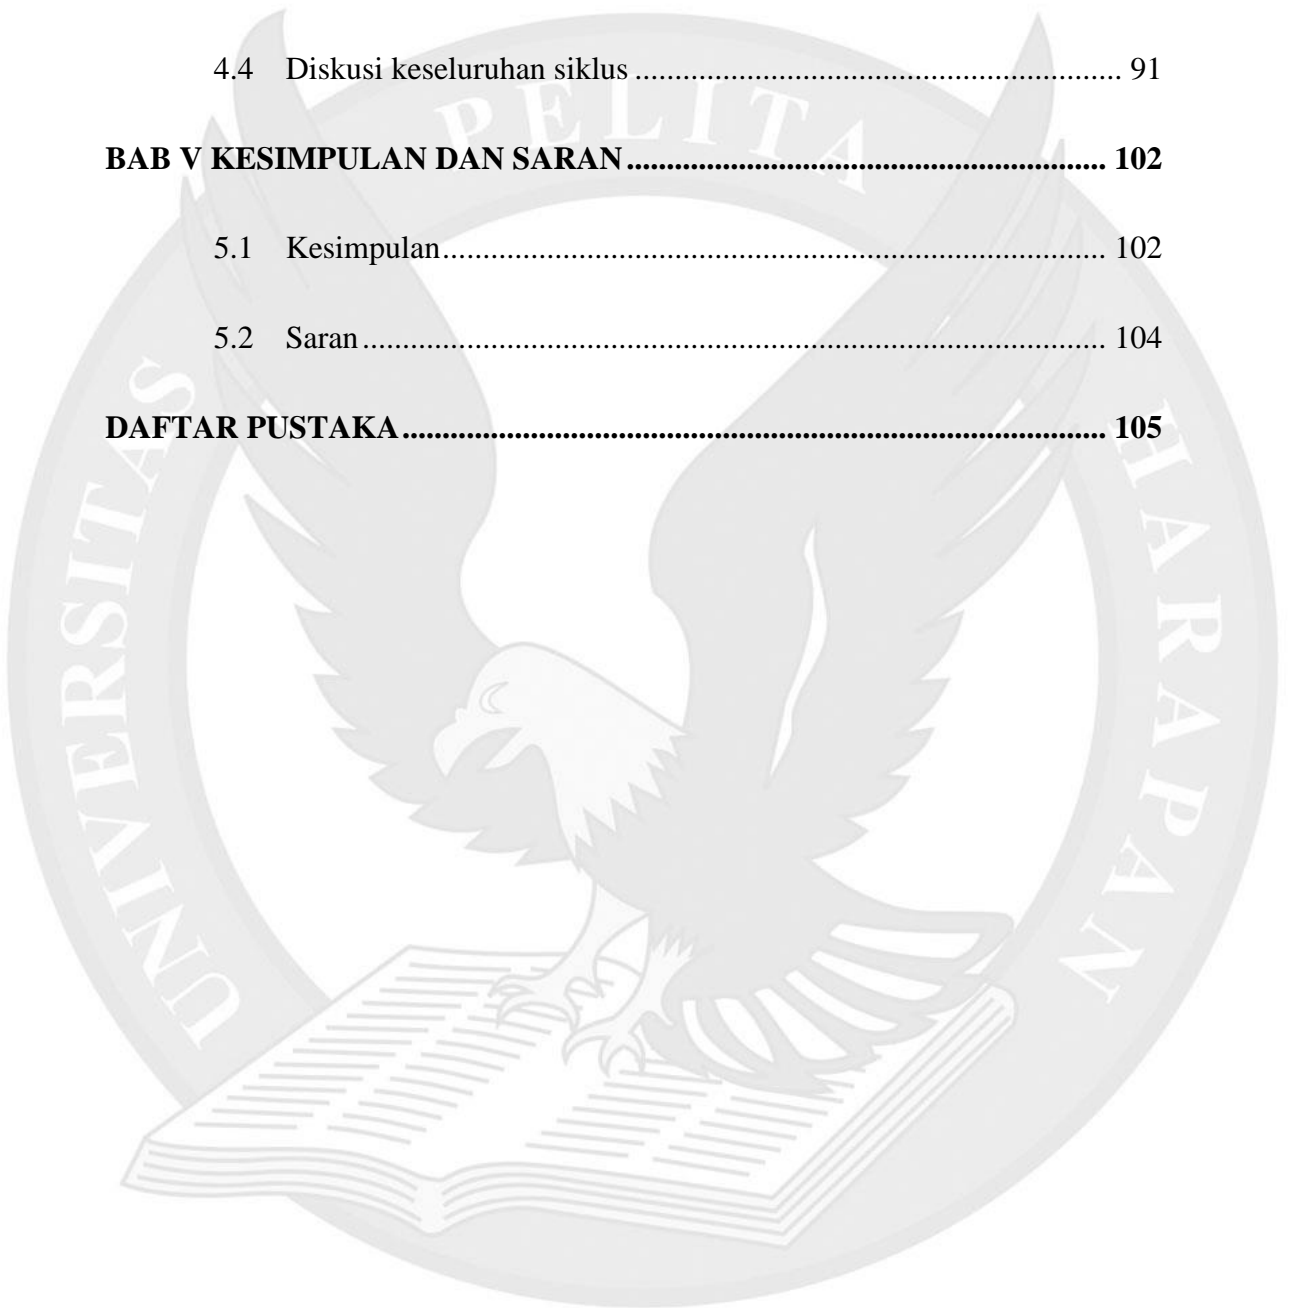 4.4 Diskusi keseluruhan siklus ............................................................. 91
BAB V KESIMPULAN DAN SARAN ............................................................ 102
5.1 Kesimpulan .................................................................................... 102
5.2 Saran .............................................................................................. 104
DAFTAR PUSTAKA ........................................................................................ 105
UNIVERSITAS PELITA HARAPAN